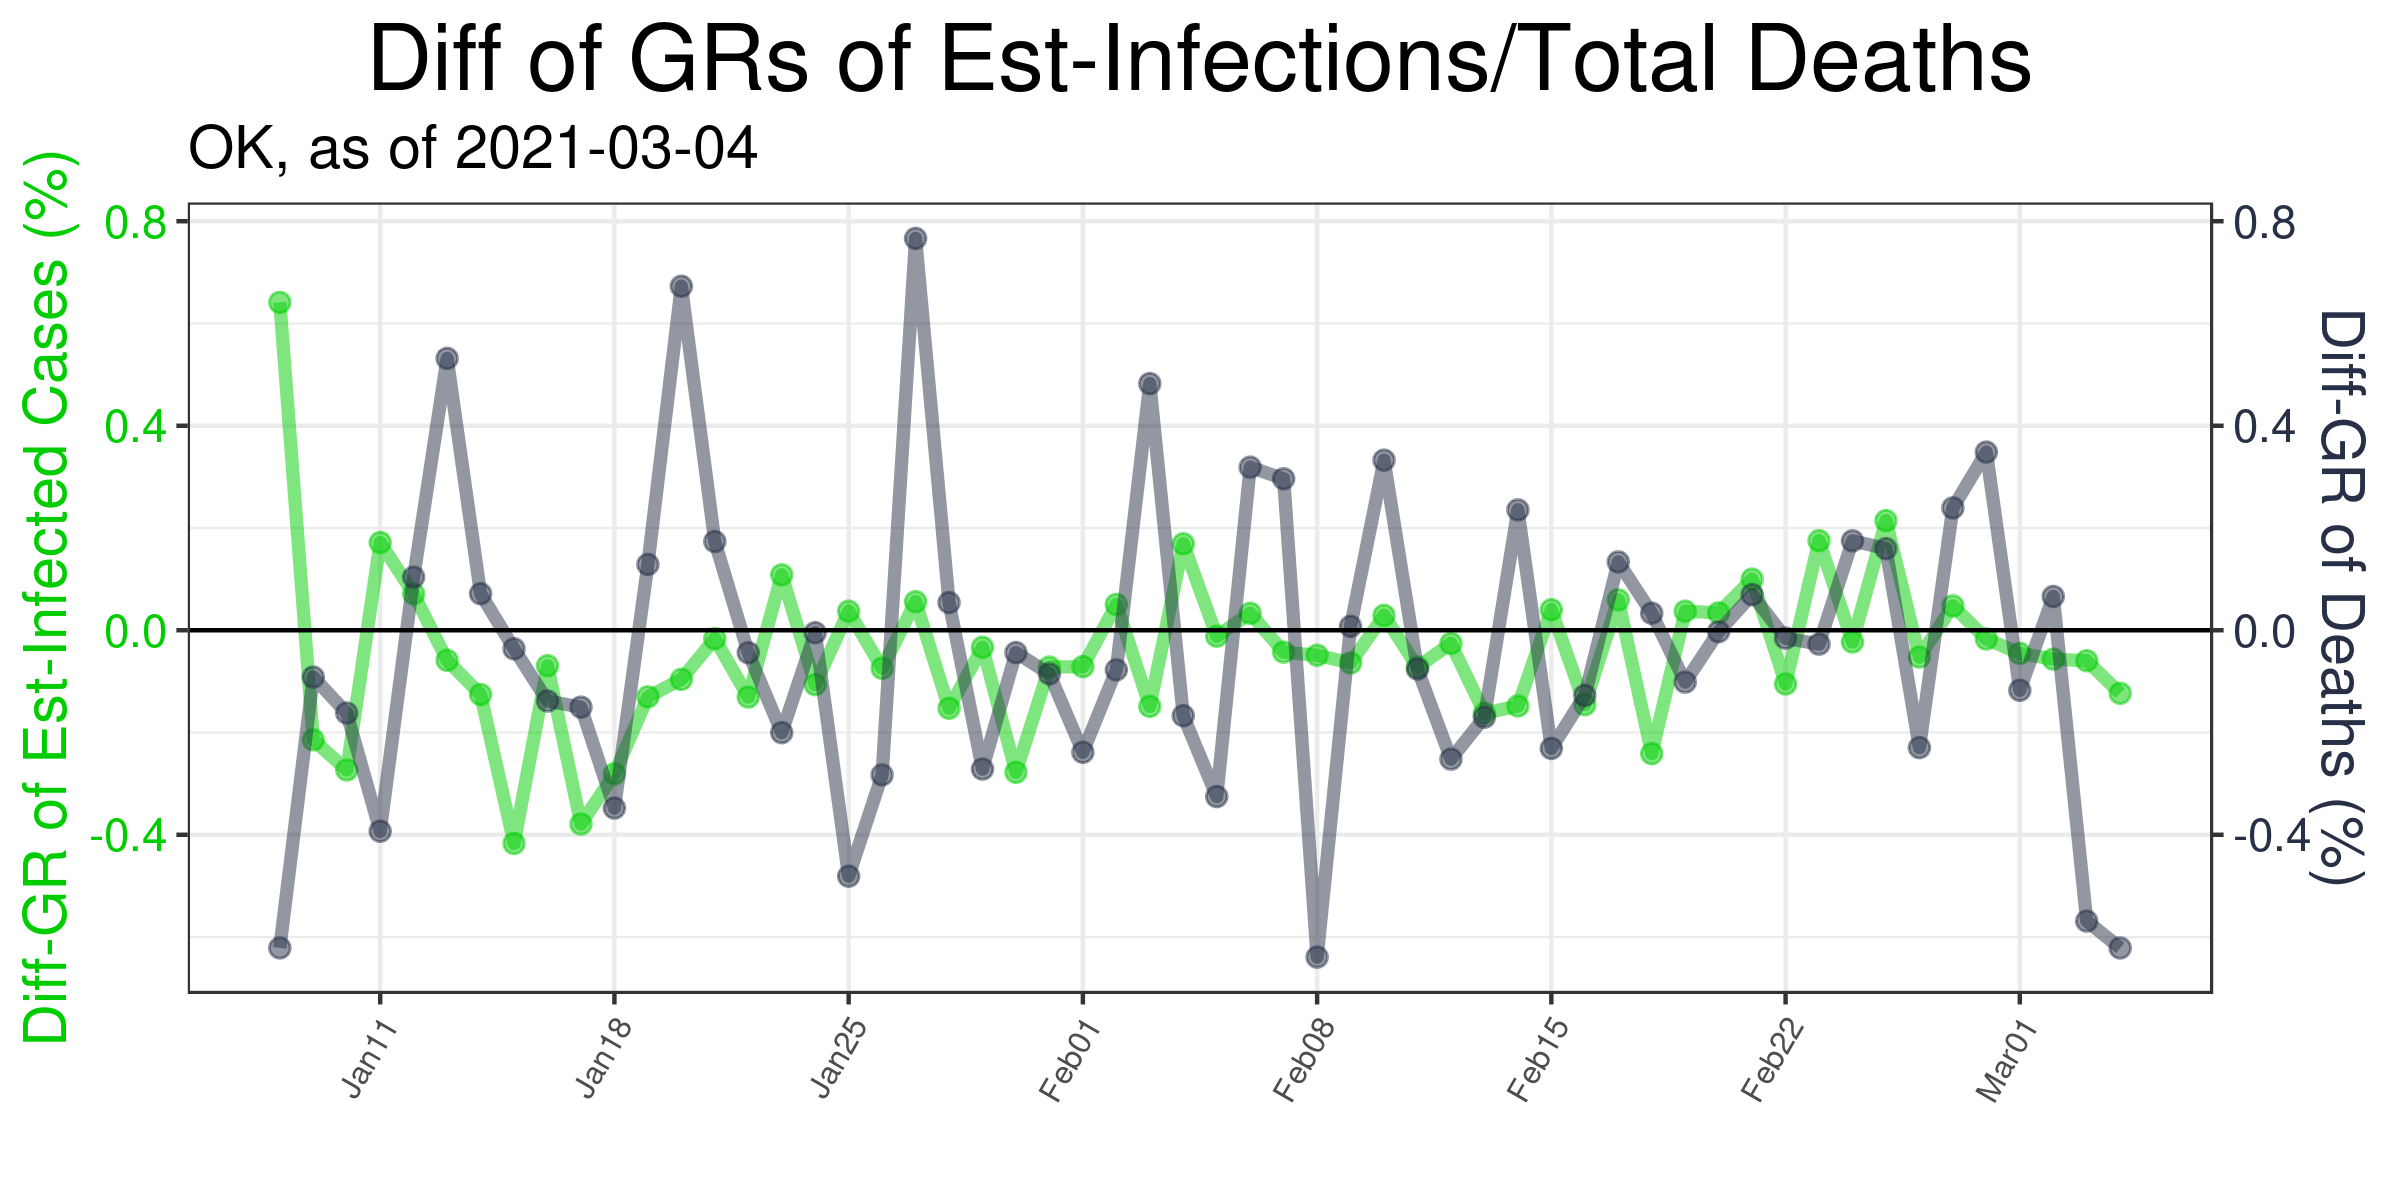 Diff of GRs of Est-Infections/Total Deaths
OK, as of 2021-03-04
Diff-GR of Est-Infected Cases (%)
0.8
0.4
0.0
-0.4
0.8
0.4
0.0
-0.4
Diff-GR of Deaths (%)
Jan11
Jan18
Jan25
Feb01
Feb08
Feb15
Feb22
Mar01